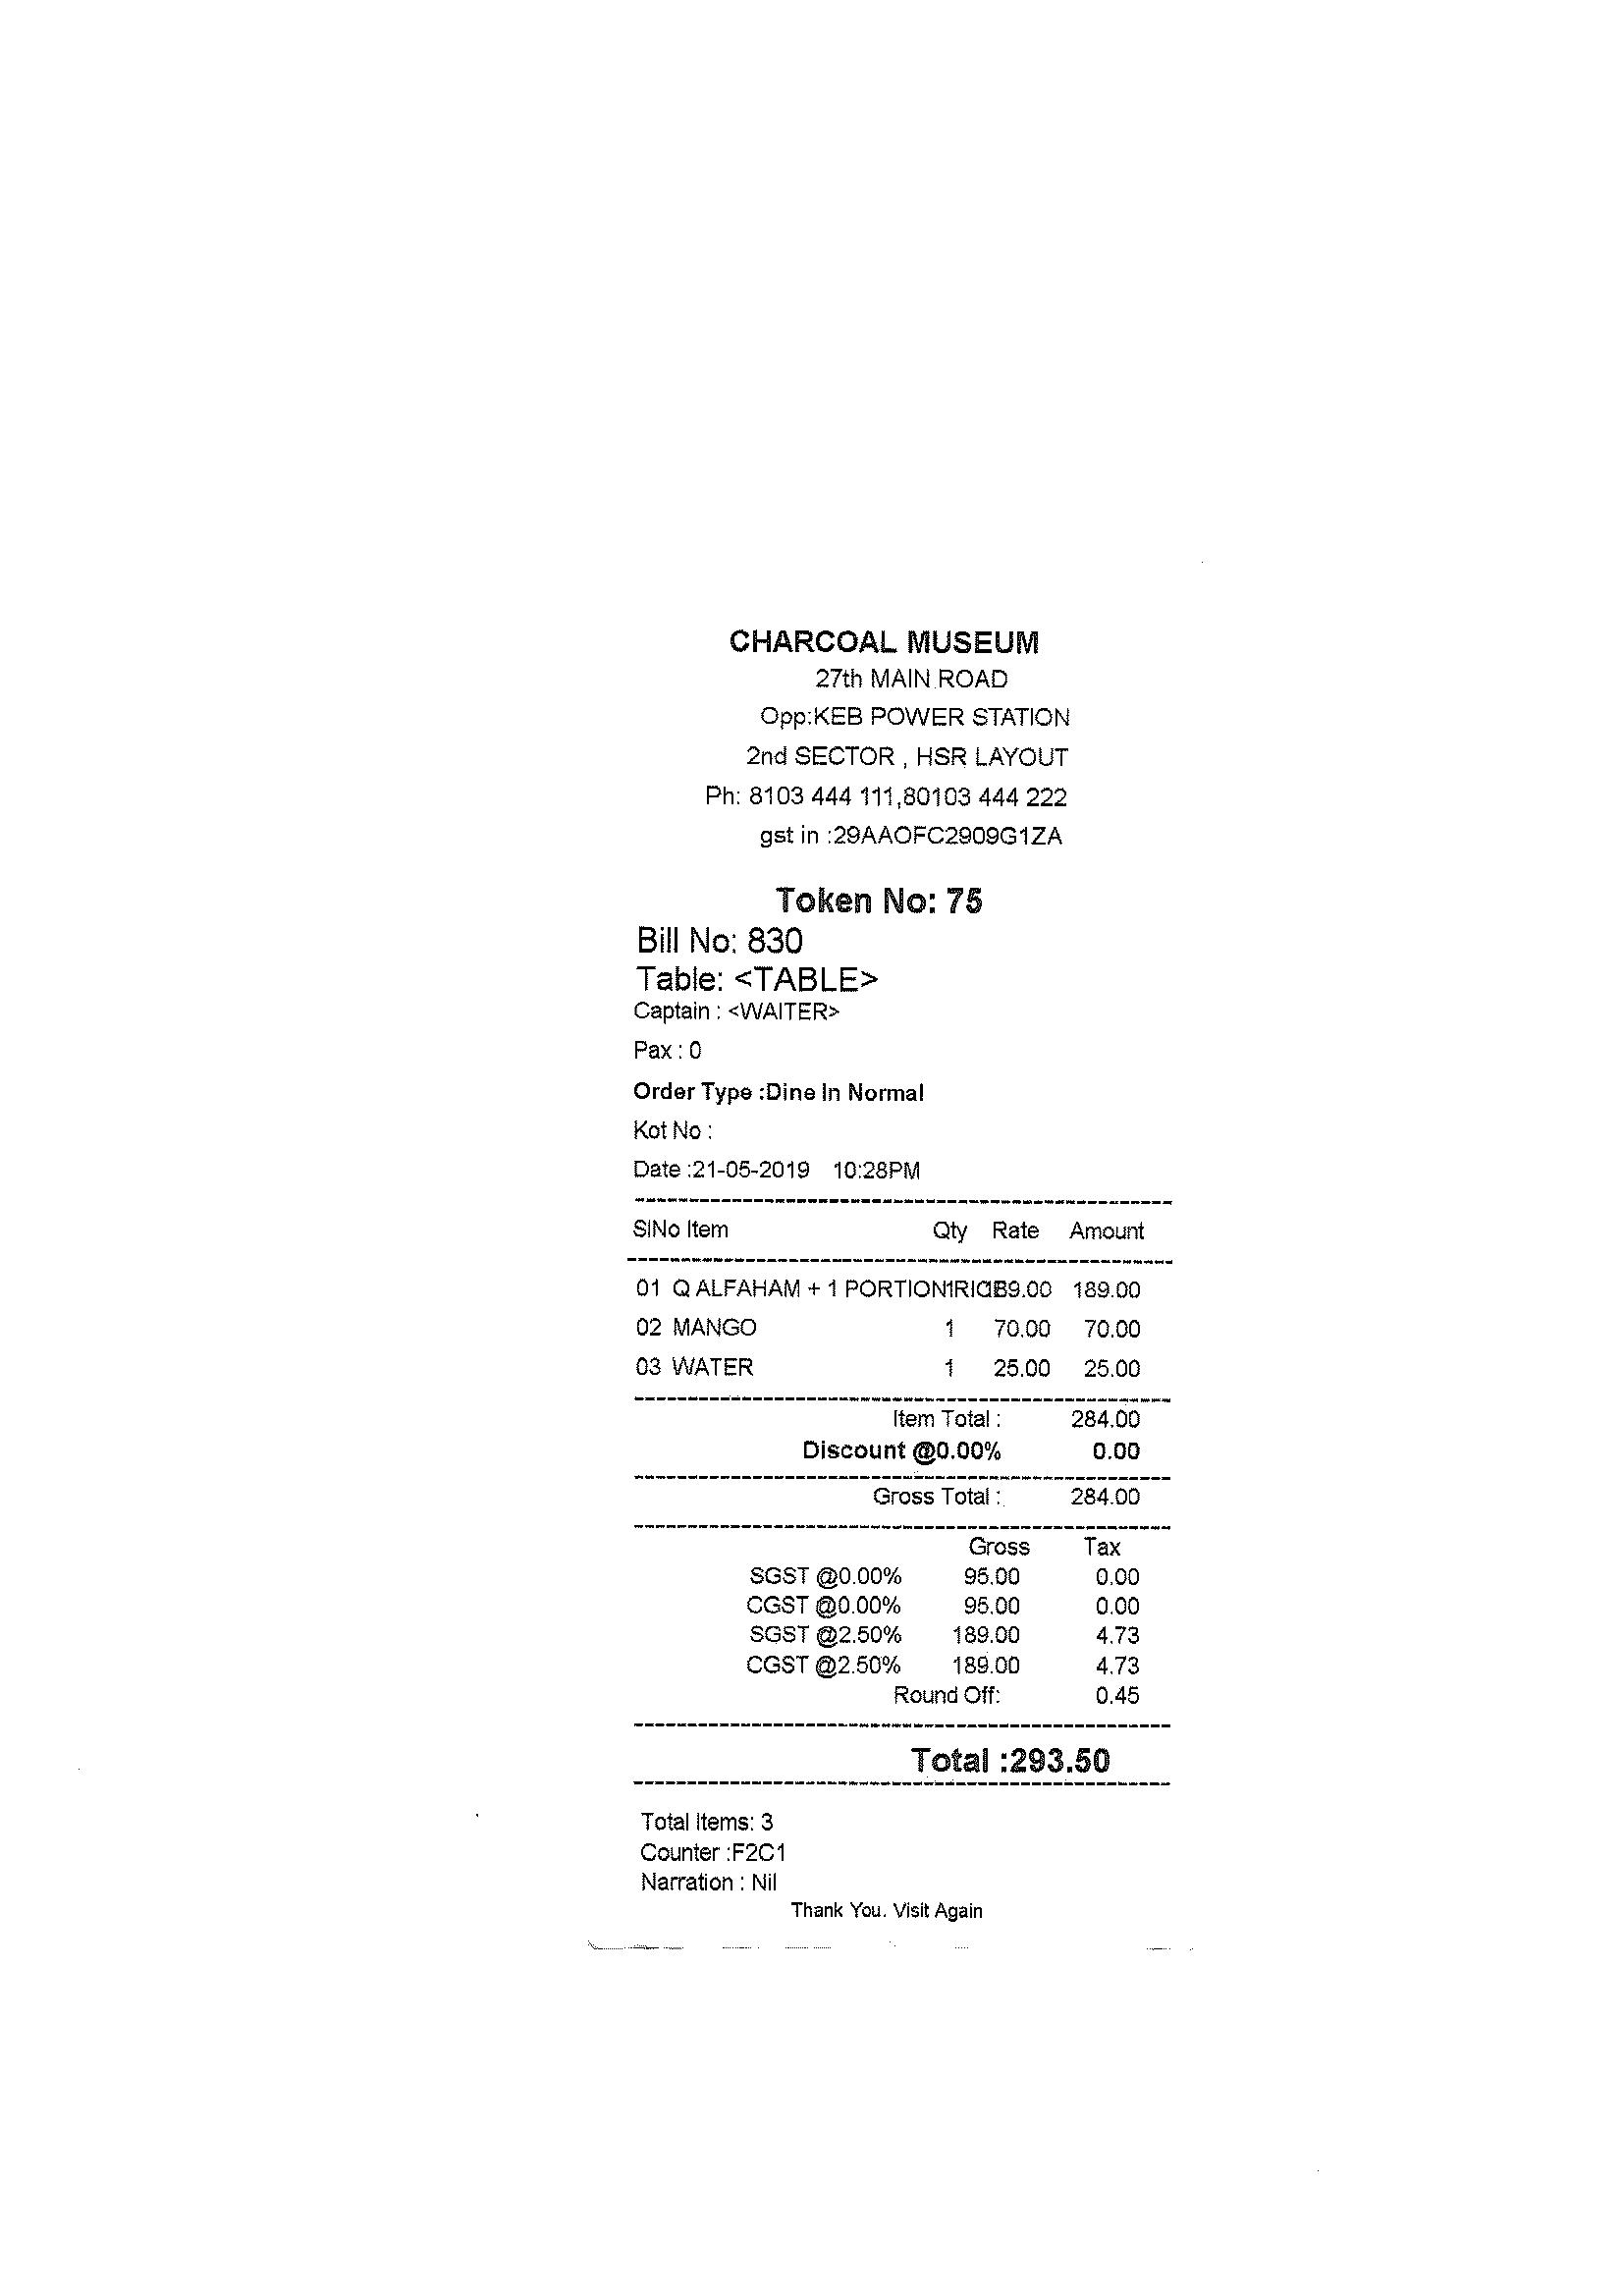 CHARCOAL MUSEUM
27th MAIN ROAD
Opp:KEB POWER STATION
2nd SECTOR , HSR LAYOUT
Ph: 8103 444 111,80103 444 222
gst in :29AAOFC2909G1ZA
Token No: 75
Bill No: 830
Table: <TABLE>
Captain : <WAITER>
Pax : 0
Order Type :Dine In Normal
Kot No :
Date :21-05-2019 10:28PM
SlNo Item Qty Rate Amount
01 Q ALFAHAM + 1 PORTION 1 189.00 189.00
02 MANGO 1 70.00 70.00
03 WATER 1 25.00 25.00
Item Total : 284.00
Discount @0.00% 0.00
Gross Total : 284.00
Gross Tax
SGST @0.00% 95.00 0.00
CGST @0.00% 95.00 0.00
SGST @2.50% 189.00 4.73
CGST @2.50% 189.00 4.73
Round Off: 0.45
Total :293.50
Total Items: 3
Counter :F2C1
Narration : Nil
Thank You. Visit Again